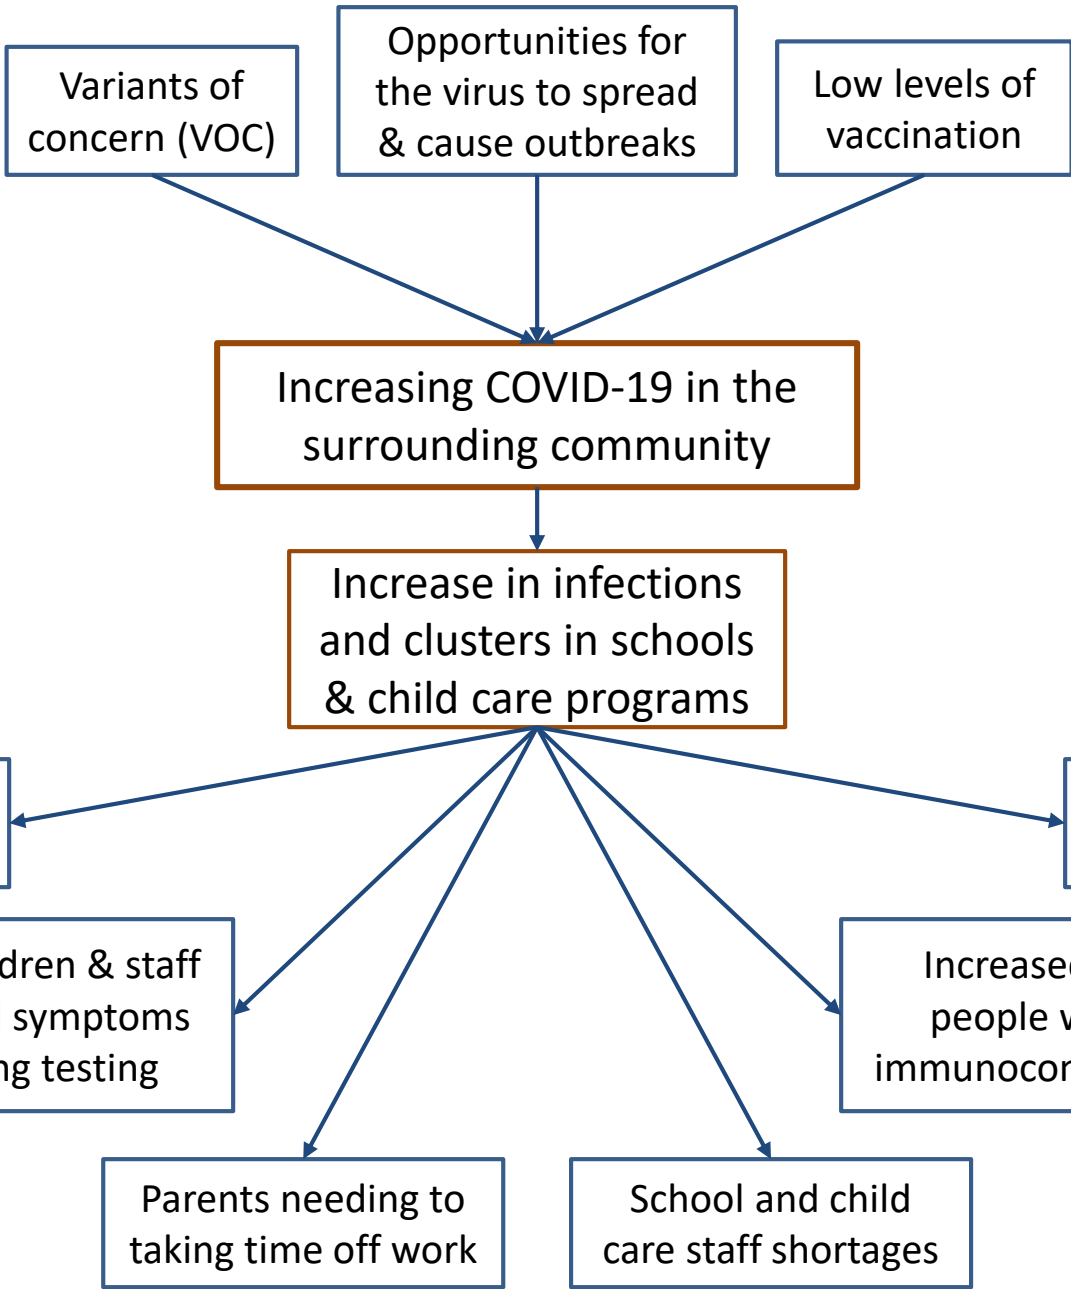 Variants of
concern (VOC)
Opportunities for
the virus to spread
& cause outbreaks
Low levels of
vaccination
Increasing COVID-19 in the
surrounding community
Increase in infections
and clusters in schools
& child care programs
dren & staff
symptoms
ng testing
Increased
people
immunocon
Parents needing to
taking time off work
School and child
care staff shortages